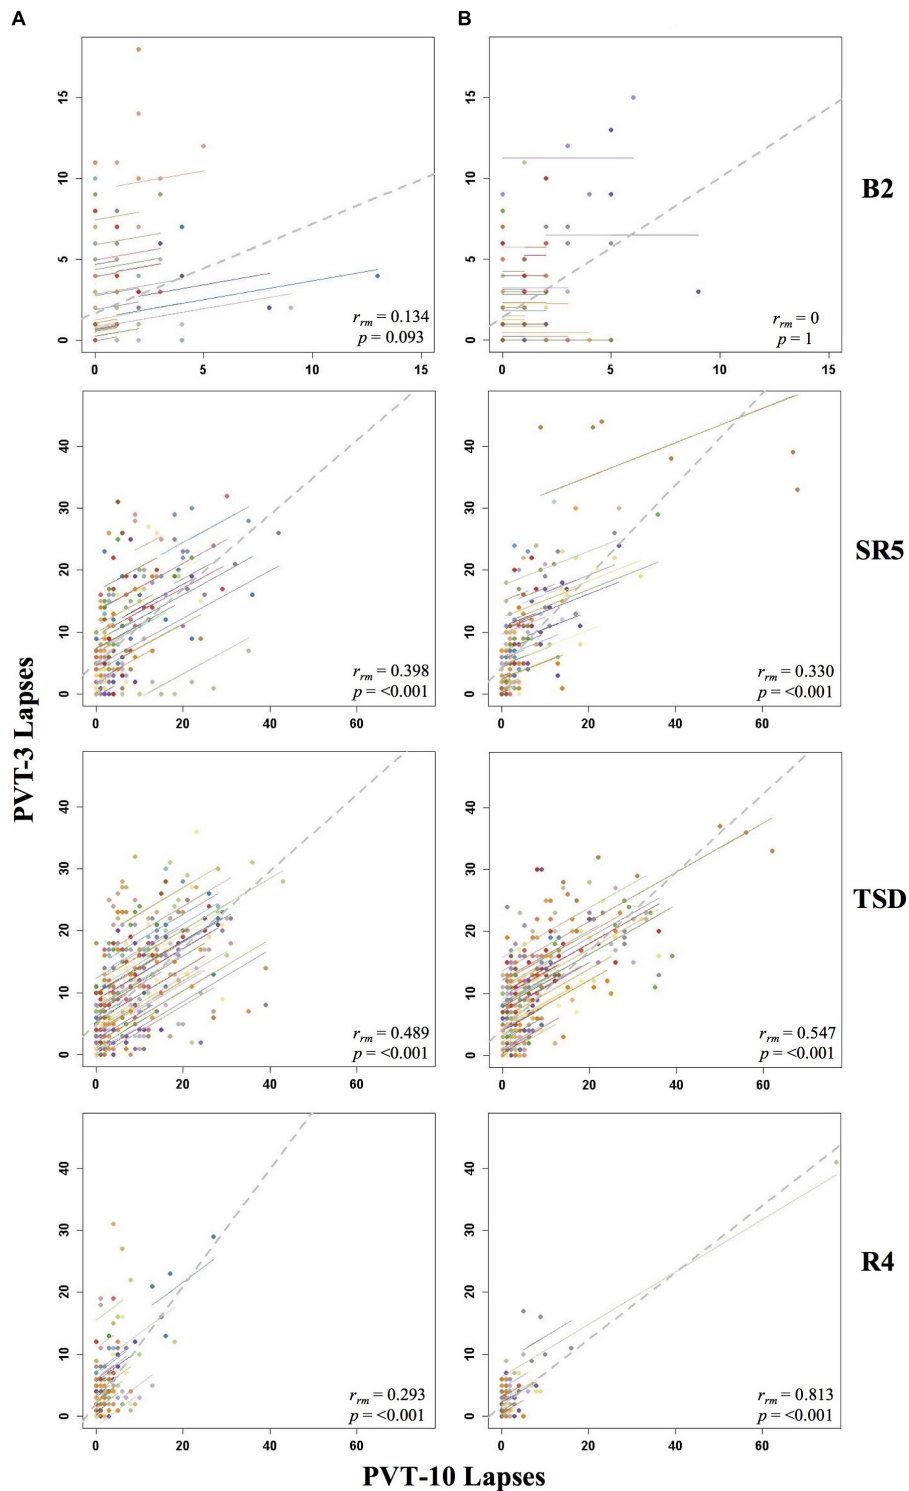 A
B
15
10
5
0
0
5
10
15
r_rm = 0.134
p = 0.093
15
10
5
0
0
5
10
15
r_rm = 0
p = 1
B2
40
30
20
10
0
0
20
40
60
r_rm = 0.398
p = <0.001
40
30
20
10
0
0
20
40
60
r_rm = 0.330
p = <0.001
SR5
PVT-3 Lapses
40
30
20
10
0
0
20
40
60
r_rm = 0.489
p = <0.001
40
30
20
10
0
0
20
40
60
r_rm = 0.547
p = <0.001
TSD
40
30
20
10
0
0
20
40
60
r_rm = 0.293
p = <0.001
40
30
20
10
0
0
20
40
60
r_rm = 0.813
p = <0.001
R4
PVT-10 Lapses